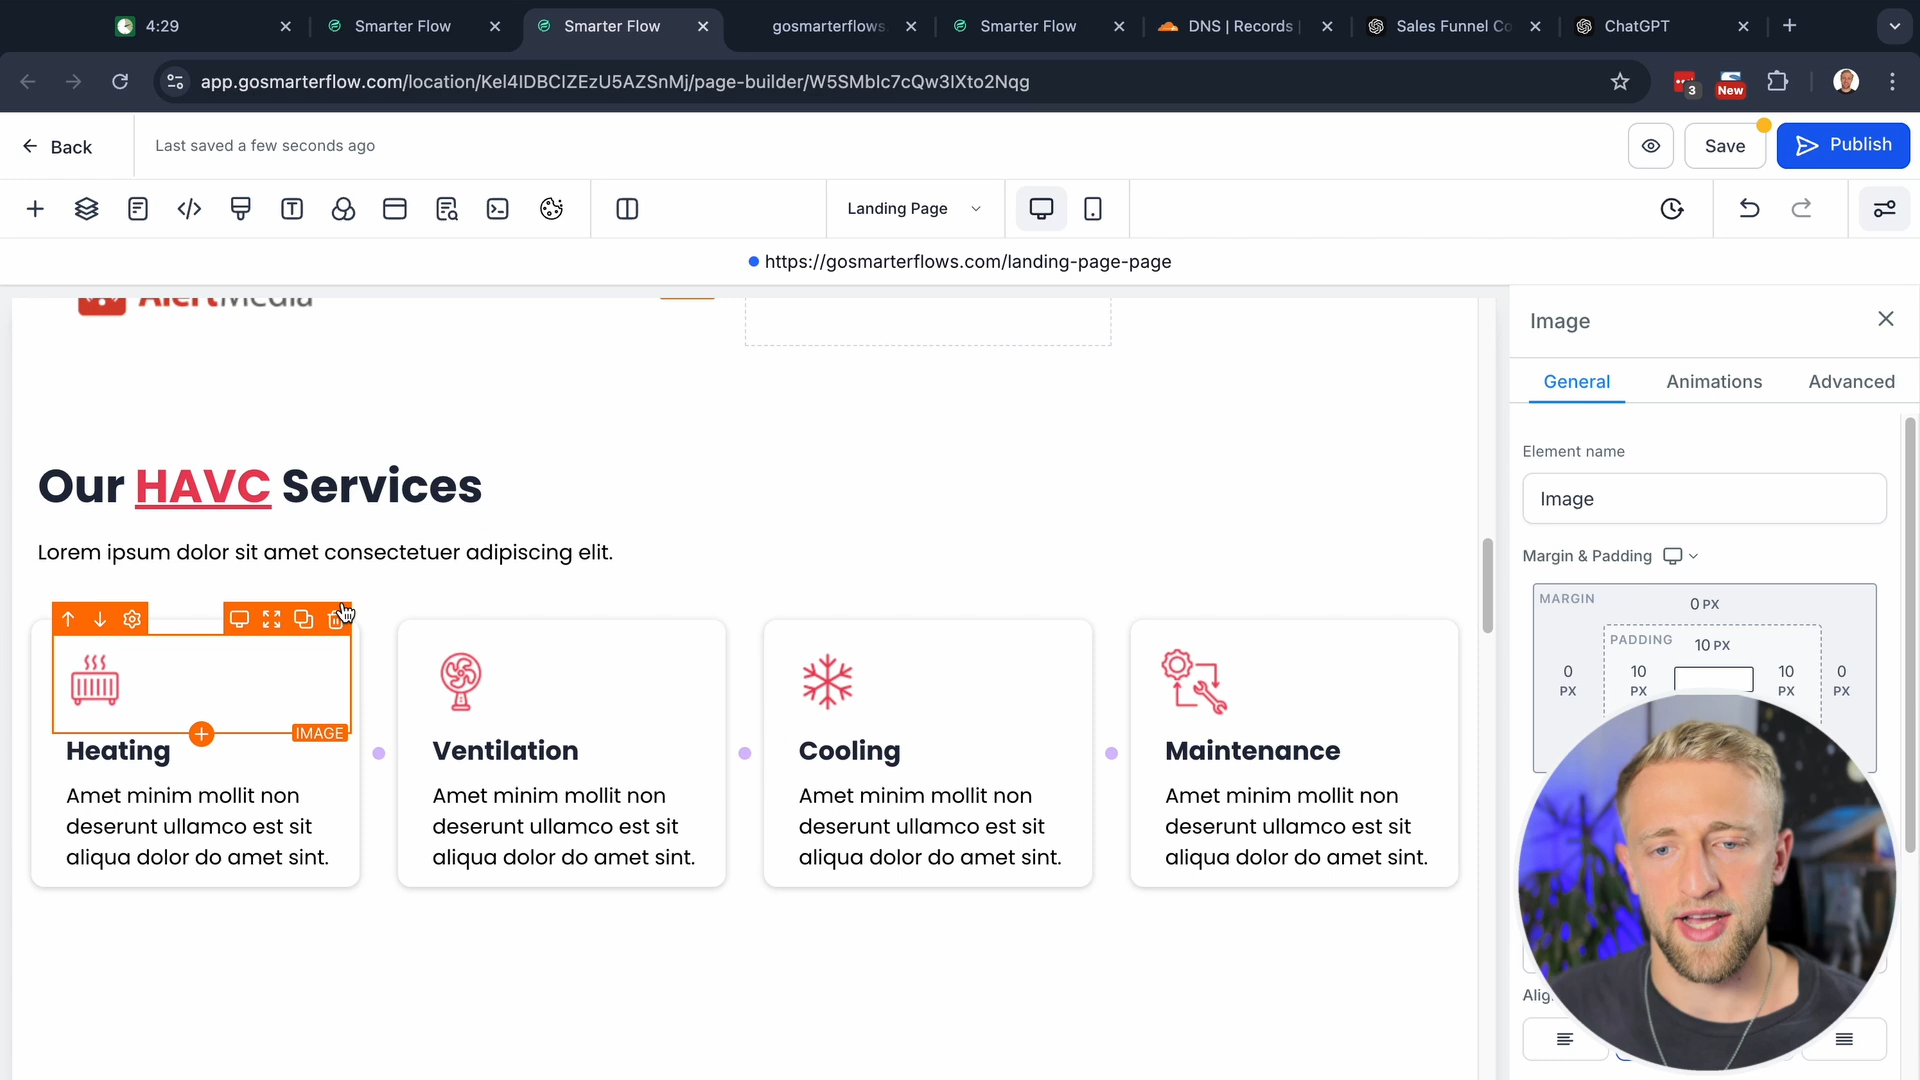 4:29
Smarter Flow
Smarter Flow
gosmarterflows.
Smarter Flow
DNS | Records |
Sales Funnel Co
ChatGPT
app.gosmarterflow.com/location/Kel4IDBCIZEzU5AZSnMj/page-builder/W5SMblc7cQw3lXto2Nqg
3
New
Back
Last saved a few seconds ago
Save
Publish
Landing Page
https://gosmarterflows.com/landing-page-page
AlertMedia
Image
General
Animations
Advanced
Element name
Image
Margin & Padding
MARGIN
0 PX
PADDING
10 PX
0 PX
10 PX
10 PX
0 PX
Our HAVC Services
Lorem ipsum dolor sit amet consectetuer adipiscing elit.
IMAGE
Heating
Amet minim mollit non
deserunt ullamco est sit
aliqua dolor do amet sint.
Ventilation
Amet minim mollit non
deserunt ullamco est sit
aliqua dolor do amet sint.
Cooling
Amet minim mollit non
deserunt ullamco est sit
aliqua dolor do amet sint.
Maintenance
Amet minim mollit non
deserunt ullamco est sit
aliqua dolor do amet sint.